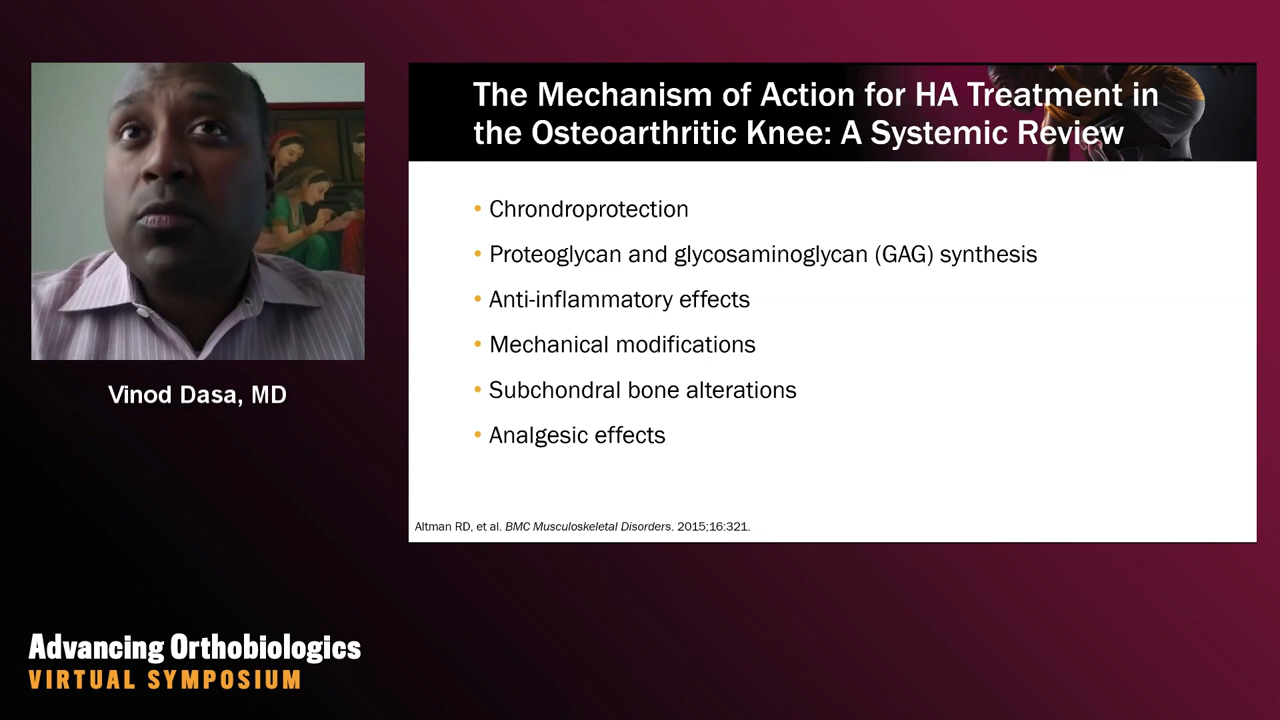 The Mechanism of Action for HA Treatment in
the Osteoarthritic Knee: A Systemic Review
• Chrondroprotection
• Proteoglycan and glycosaminoglycan (GAG) synthesis
• Anti-inflammatory effects
• Mechanical modifications
• Subchondral bone alterations
• Analgesic effects
Altman RD, et al. BMC Musculoskeletal Disorders. 2015;16:321.
Vinod Dasa, MD
Advancing Orthobiologics
VIRTUAL SYMPOSIUM